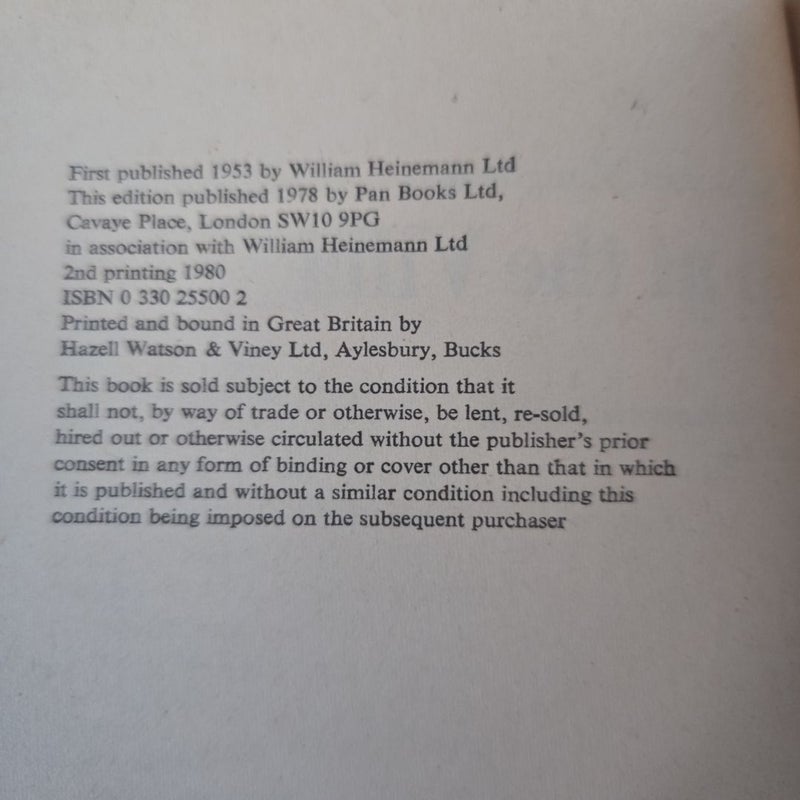 First published 1953 by William Heinemann Ltd
This edition published 1978 by Pan Books Ltd,
Cavaye Place, London SW10 9PG
in association with William Heinemann Ltd
2nd printing 1980
ISBN 0 330 25500 2
Printed and bound in Great Britain by
Hazell Watson & Viney Ltd, Aylesbury, Bucks
This book is sold subject to the condition that it
shall not, by way of trade or otherwise, be lent, re-sold,
hired out or otherwise circulated without the publisher's prior
consent in any form of binding or cover other than that in which
it is published and without a similar condition including this
condition being imposed on the subsequent purchaser